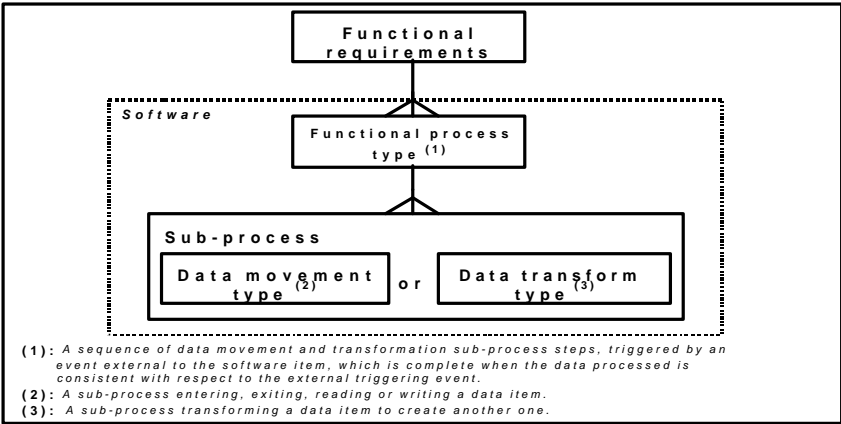 Functional
requirements
Software
Functional process
type (1)
Sub-process
Data movement
type (2)
or
Data transform
type (3)
(1): A sequence of data movement and transformation sub-process steps, triggered by an
event external to the software item, which is complete when the data processed is
consistent with respect to the external triggering event.
(2): A sub-process entering, exiting, reading or writing a data item.
(3): A sub-process transforming a data item to create another one.